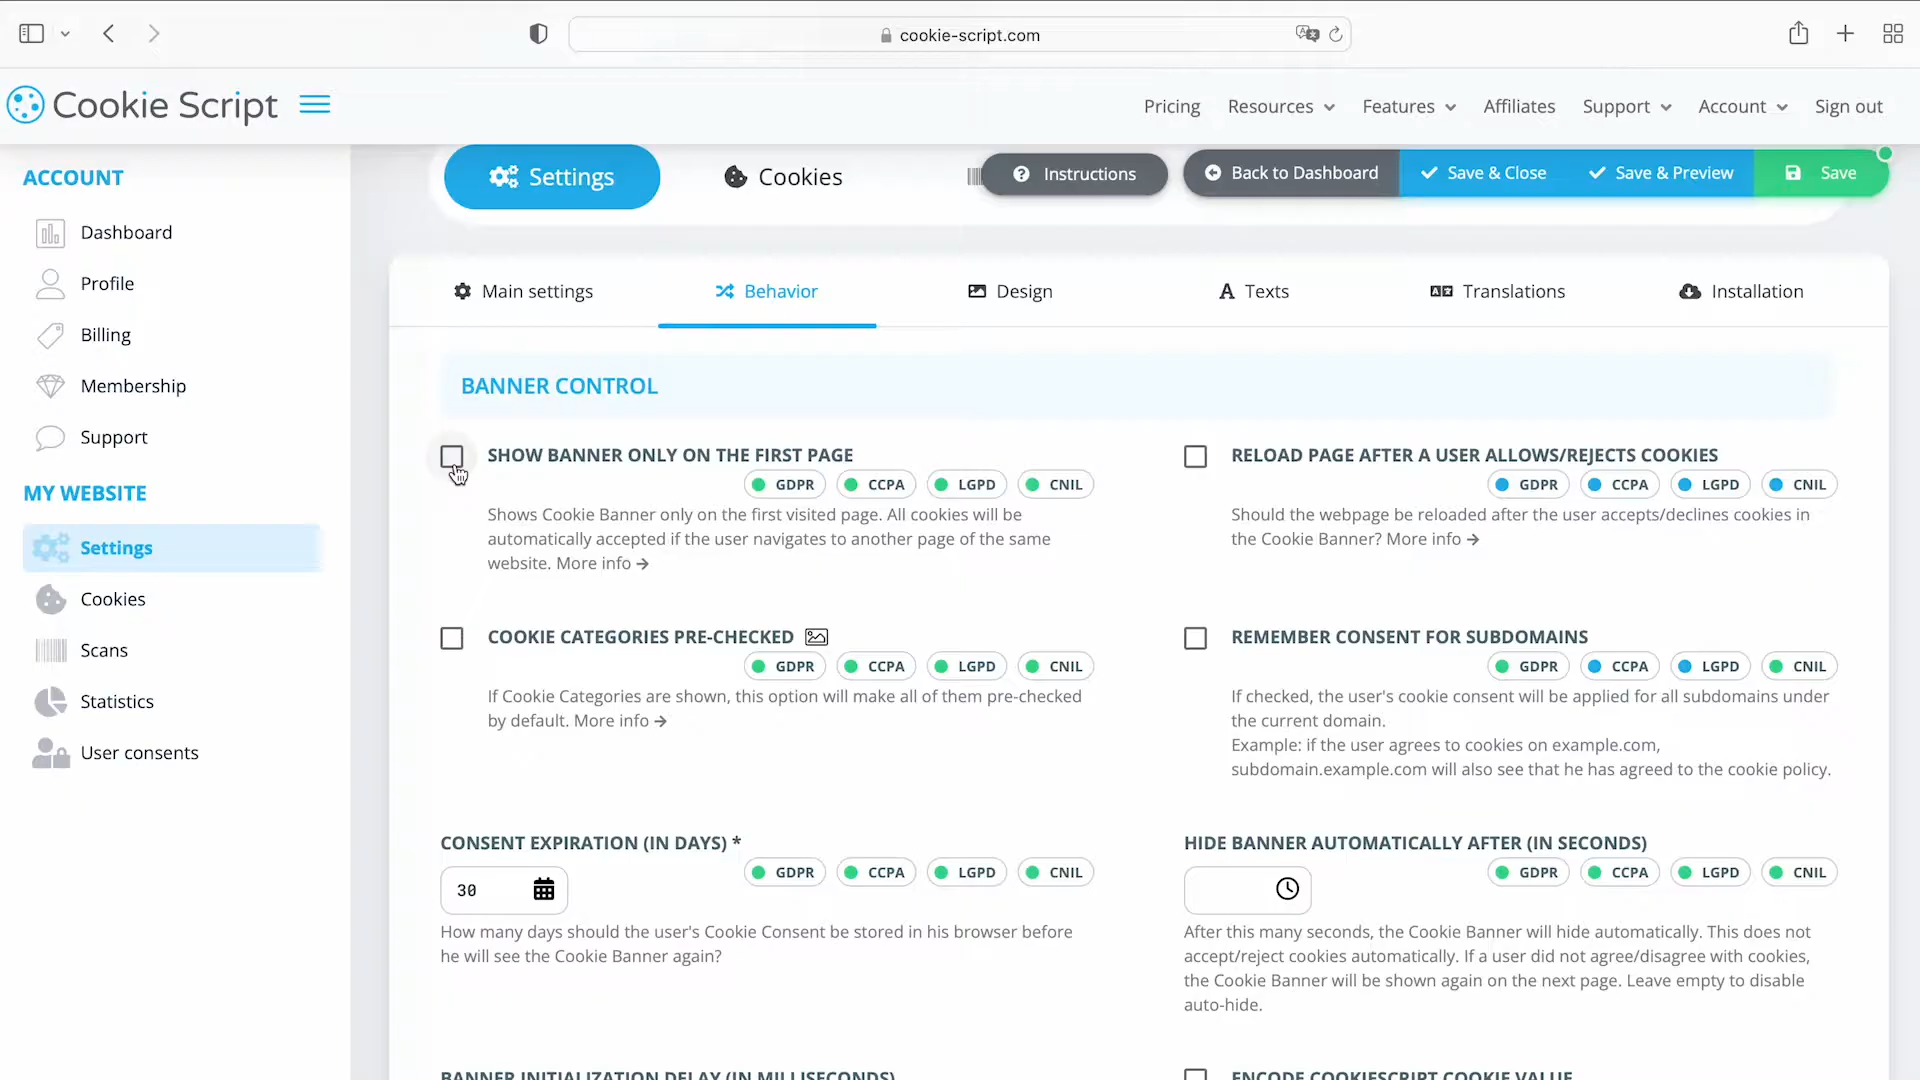 cookie-script.com
Cookie Script
Pricing
Resources
Features
Affiliates
Support
Account
Sign out
ACCOUNT
Dashboard
Profile
Billing
Membership
Support
MY WEBSITE
Settings
Cookies
Scans
Statistics
User consents
Settings
Cookies
Instructions
Back to Dashboard
Save & Close
Save & Preview
Save
Main settings
Behavior
Design
Texts
Translations
Installation
BANNER CONTROL
SHOW BANNER ONLY ON THE FIRST PAGE
GDPR CCPA LGPD CNIL
Shows Cookie Banner only on the first visited page. All cookies will be
automatically accepted if the user navigates to another page of the same
website. More info →
RELOAD PAGE AFTER A USER ALLOWS/REJECTS COOKIES
GDPR CCPA LGPD CNIL
Should the webpage be reloaded after the user accepts/declines cookies in
the Cookie Banner? More info →
COOKIE CATEGORIES PRE-CHECKED
GDPR CCPA LGPD CNIL
If Cookie Categories are shown, this option will make all of them pre-checked
by default. More info →
REMEMBER CONSENT FOR SUBDOMAINS
GDPR CCPA LGPD CNIL
If checked, the user's cookie consent will be applied for all subdomains under
the current domain.
Example: if the user agrees to cookies on example.com,
subdomain.example.com will also see that he has agreed to the cookie policy.
CONSENT EXPIRATION (IN DAYS) *
GDPR CCPA LGPD CNIL
30
How many days should the user's Cookie Consent be stored in his browser before
he will see the Cookie Banner again?
HIDE BANNER AUTOMATICALLY AFTER (IN SECONDS)
GDPR CCPA LGPD CNIL
After this many seconds, the Cookie Banner will hide automatically. This does not
accept/reject cookies automatically. If a user did not agree/disagree with cookies,
the Cookie Banner will be shown again on the next page. Leave empty to disable
auto-hide.
BANNER INITIALIZATION DELAY (IN MILLISECONDS)
ENCODE COOKIESCRIPT COOKIE VALUE